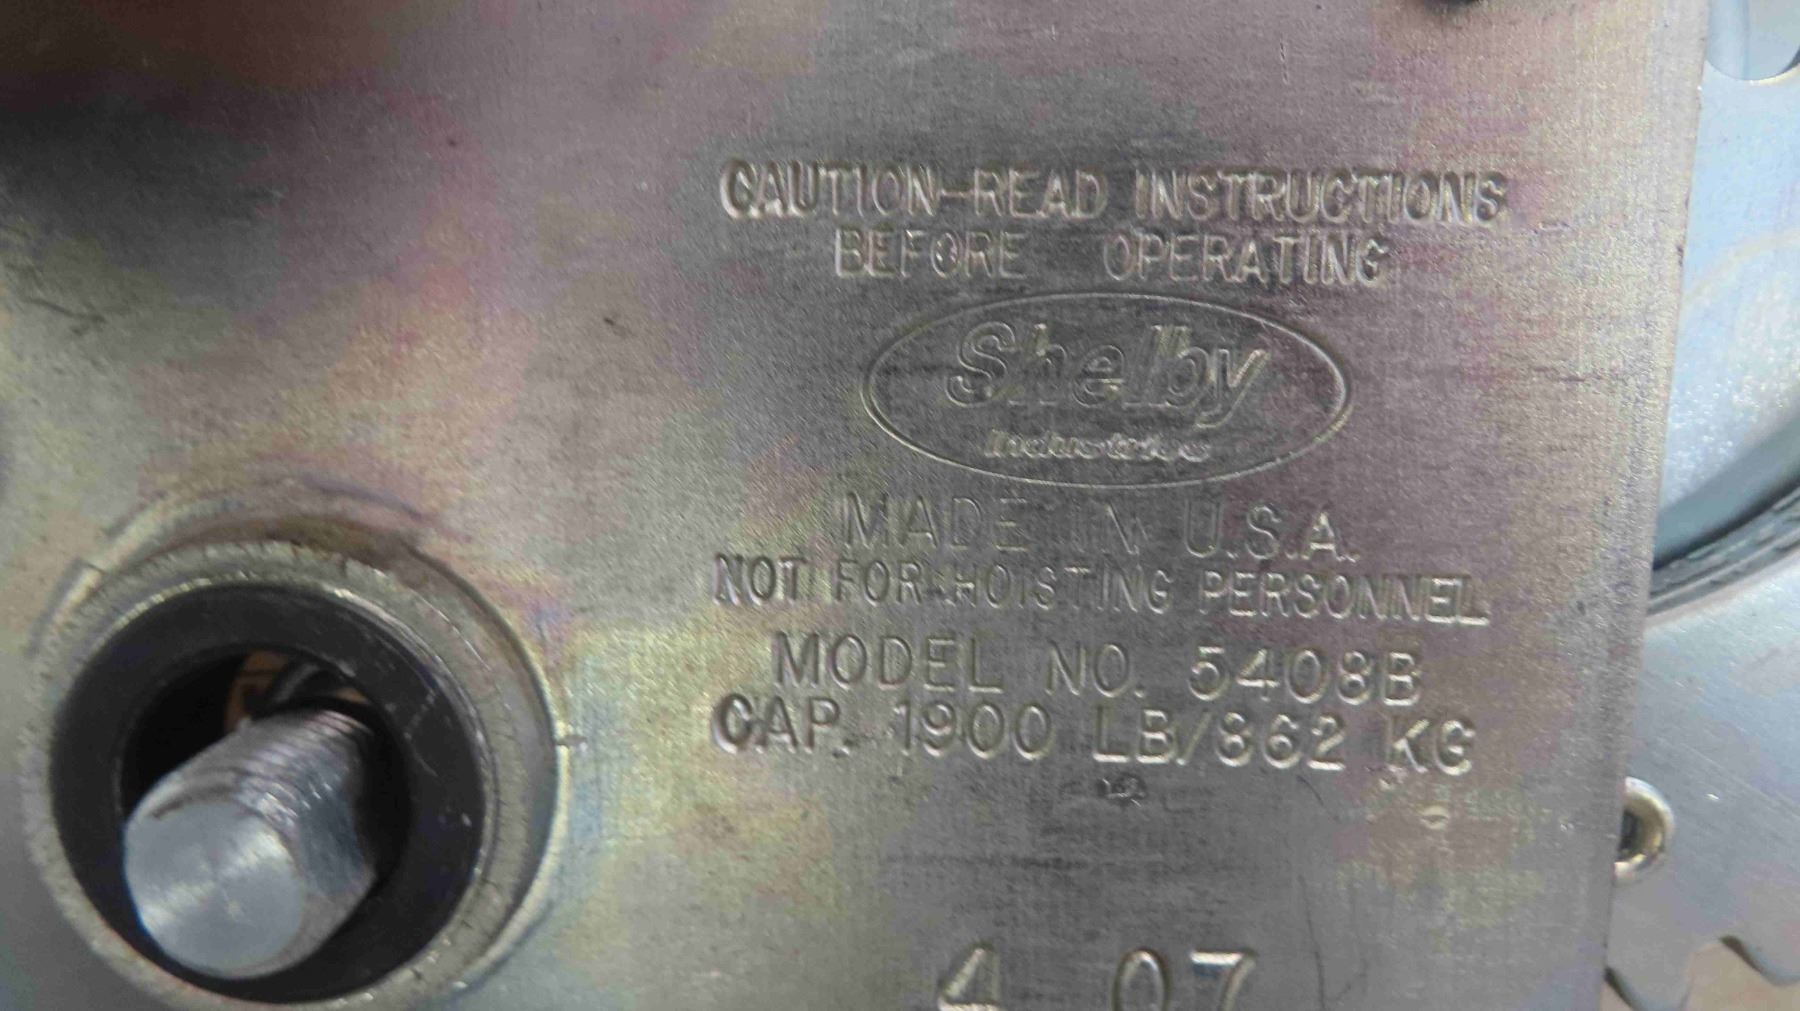 CAUTION-READ INSTRUCTIONS
BEFORE OPERATING
Shelby
Industries
MADE IN U.S.A.
NOT FOR HOISTING PERSONNEL
MODEL NO. 5408B
CAP. 1900 LB/862 KG
4 07